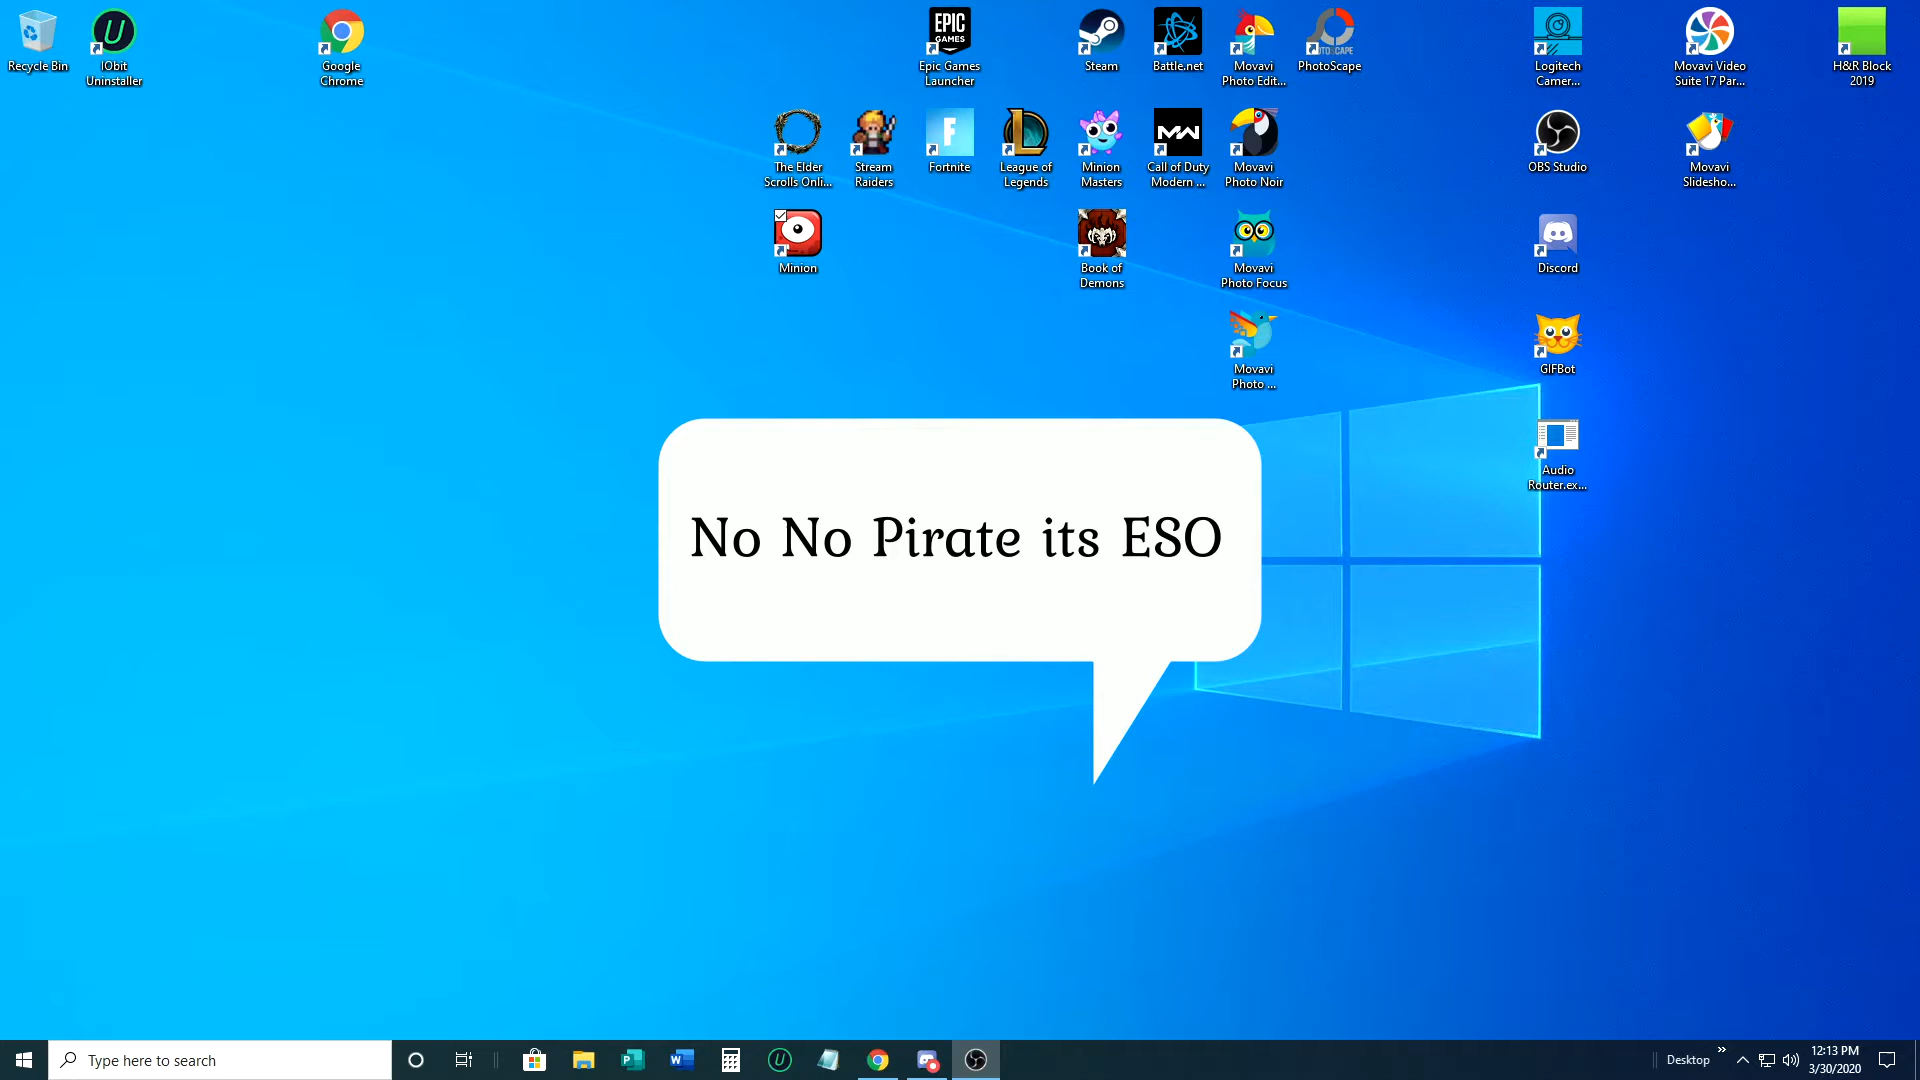 Recycle Bin
IObit
Uninstaller
Google
Chrome
EPIC
GAMES
Epic Games
Launcher
Steam
Battle.net
Movavi
Photo Edit...
PhotoScape
Logitech
Camer...
Movavi Video
Suite 17 Par...
H&R Block
2019
The Elder
Scrolls Onli...
Stream
Raiders
Fortnite
League of
Legends
Minion
Masters
MW
Call of Duty
Modern ...
Movavi
Photo Noir
OBS Studio
Movavi
Slidesho...
Minion
Book of
Demons
Movavi
Photo Focus
Discord
Movavi
Photo ...
GIFBot
Audio
Router.ex...
No No Pirate its ESO
Type here to search
Desktop
12:13 PM
3/30/2020